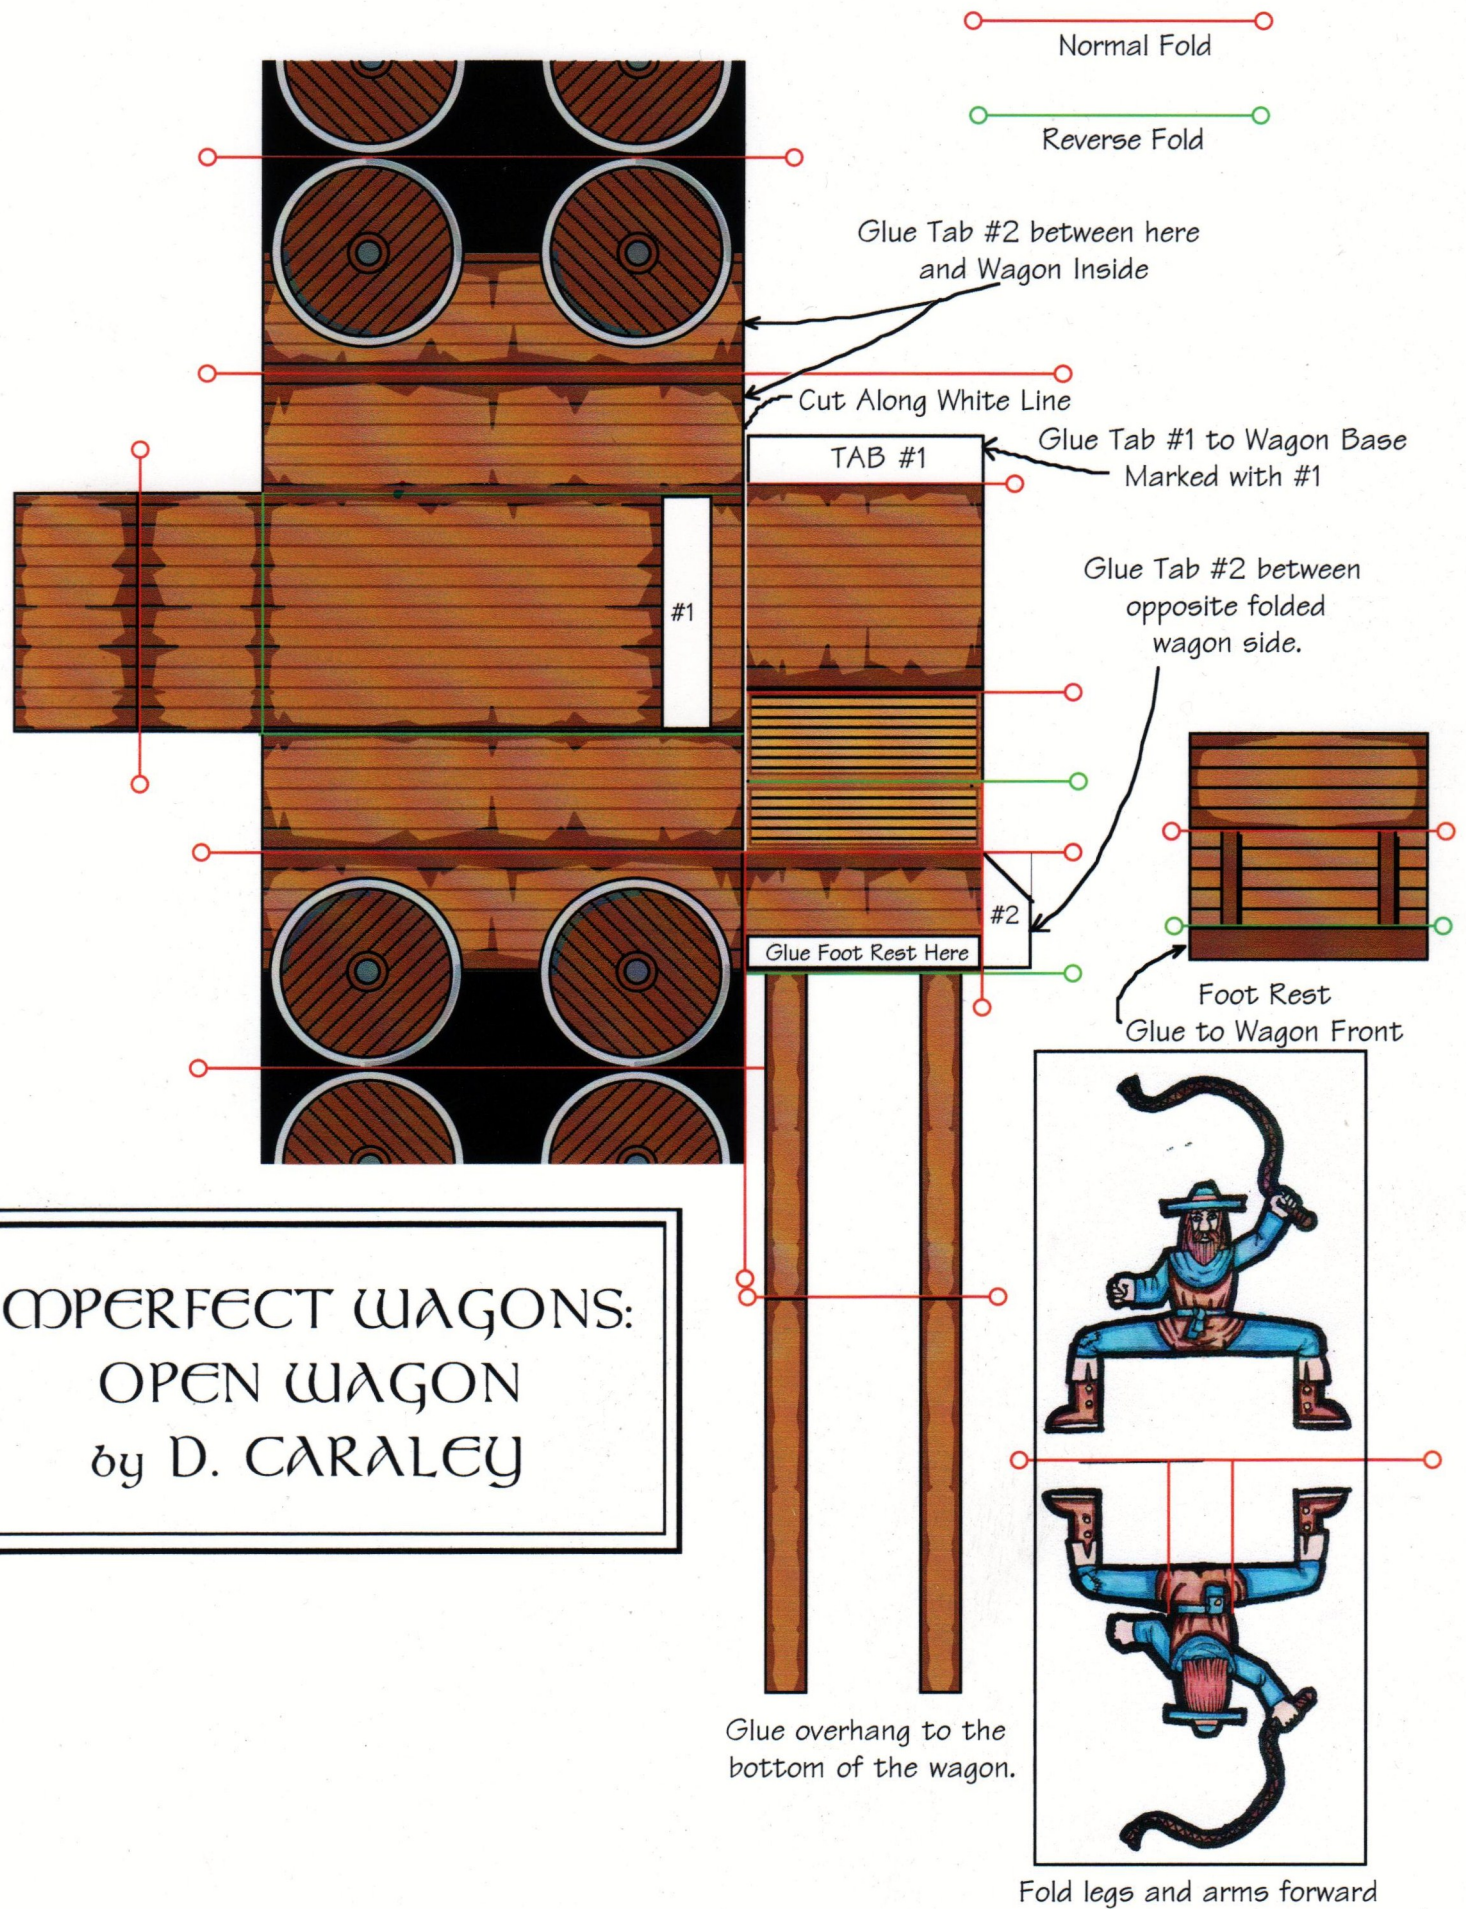 Normal Fold
Reverse Fold
Glue Tab #2 between here
and Wagon Inside
Cut Along White Line
TAB #1
Glue Tab #1 to Wagon Base
Marked with #1
Glue Tab #2 between
opposite folded
wagon side.
#1
#2
Glue Foot Rest Here
Foot Rest
Glue to Wagon Front
MPERFECT WAGONS:
OPEN WAGON
by D. CARALEY
Glue overhang to the
bottom of the wagon.
Fold legs and arms forward